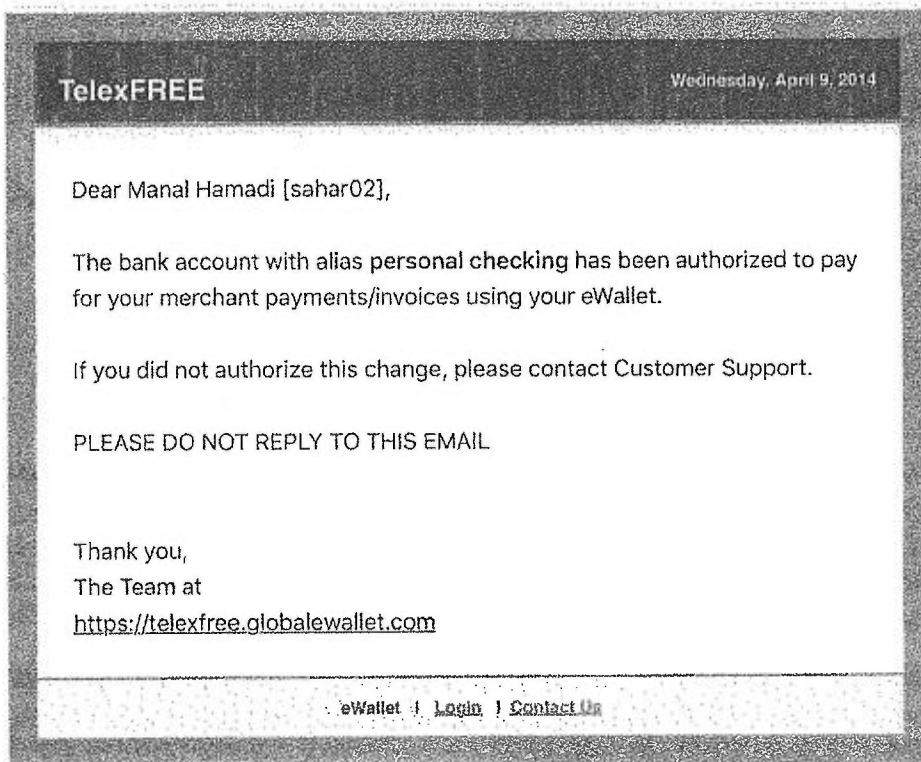 TelexFREE
Wednesday, April 9, 2014
Dear Manal Hamadi [sahar02],
The bank account with alias personal checking has been authorized to pay
for your merchant payments/invoices using your eWallet.
If you did not authorize this change, please contact Customer Support.
PLEASE DO NOT REPLY TO THIS EMAIL
Thank you,
The Team at
https://telexfree.globalewallet.com
eWallet | Login | Contact Us